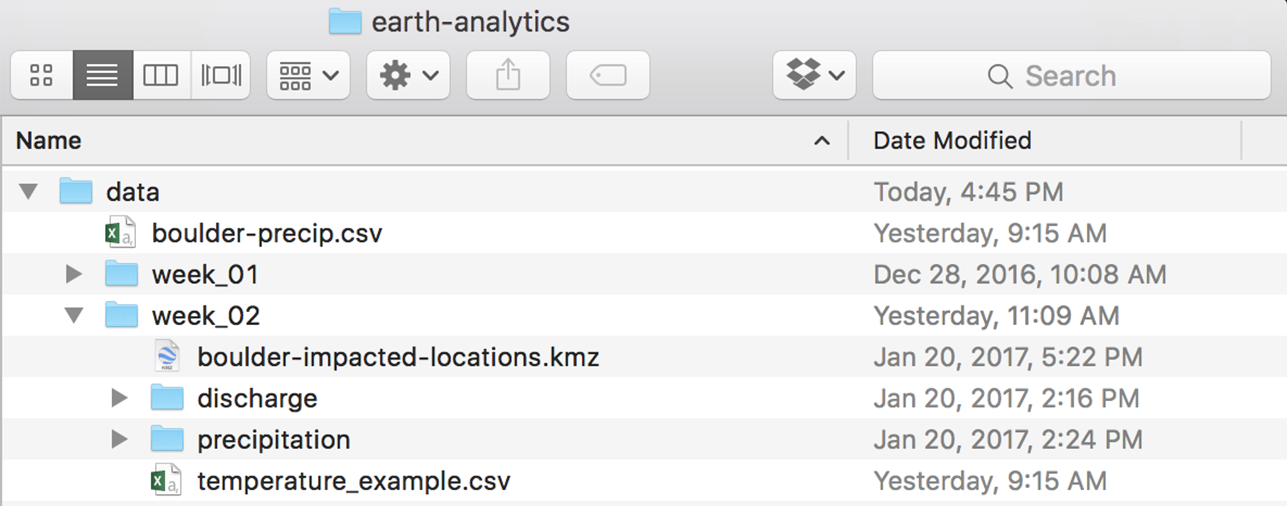 earth-analytics
Search
Name Date Modified
data Today, 4:45 PM
boulder-precip.csv Yesterday, 9:15 AM
week_01 Dec 28, 2016, 10:08 AM
week_02 Yesterday, 11:09 AM
boulder-impacted-locations.kmz Jan 20, 2017, 5:22 PM
discharge Jan 20, 2017, 2:16 PM
precipitation Jan 20, 2017, 2:24 PM
temperature_example.csv Yesterday, 9:15 AM